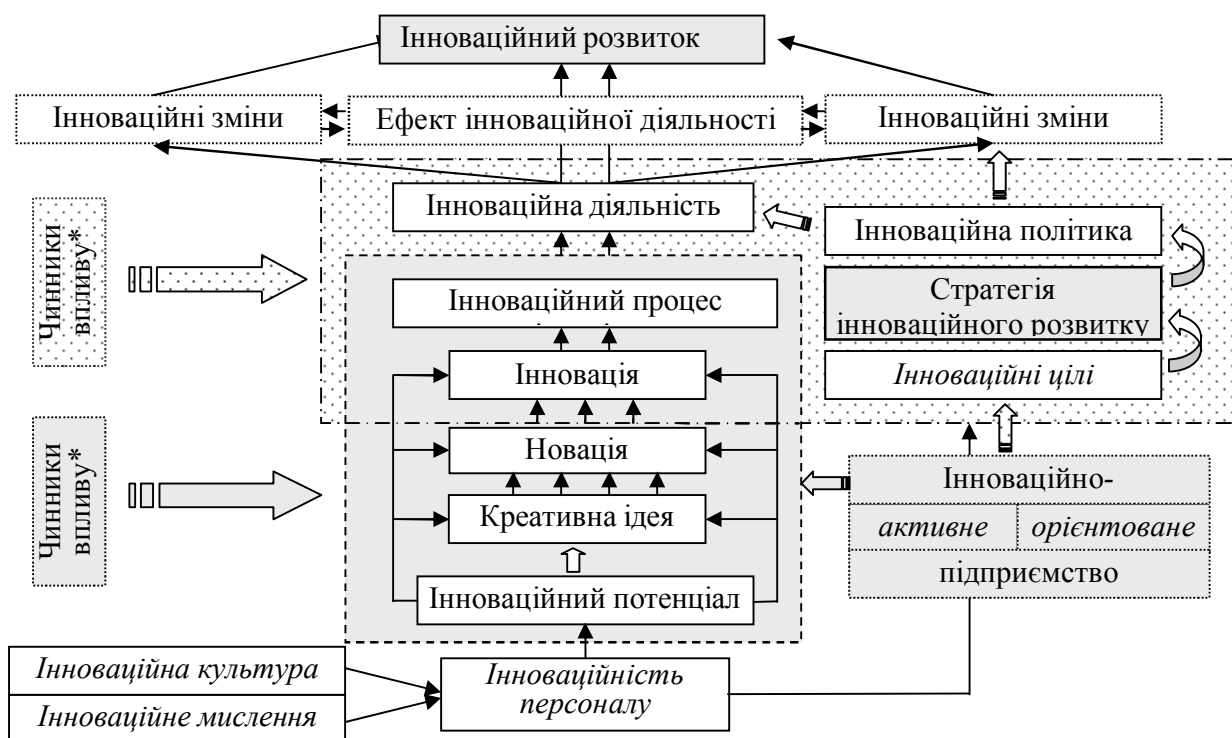 Інноваційний розвиток
Інноваційні зміни
Ефект інноваційної діяльності
Інноваційні зміни
Інноваційна діяльність
Інноваційна політика
Чинники
впливу*
Інноваційний процес
Стратегія
інноваційного розвитку
Інновація
Інноваційні цілі
Чинники
впливу*
Новація
Інноваційно-
Креативна ідея
активне
орієнтоване
підприємство
Інноваційний потенціал
Інноваційна культура
Інноваційне мислення
Інноваційність
персоналу